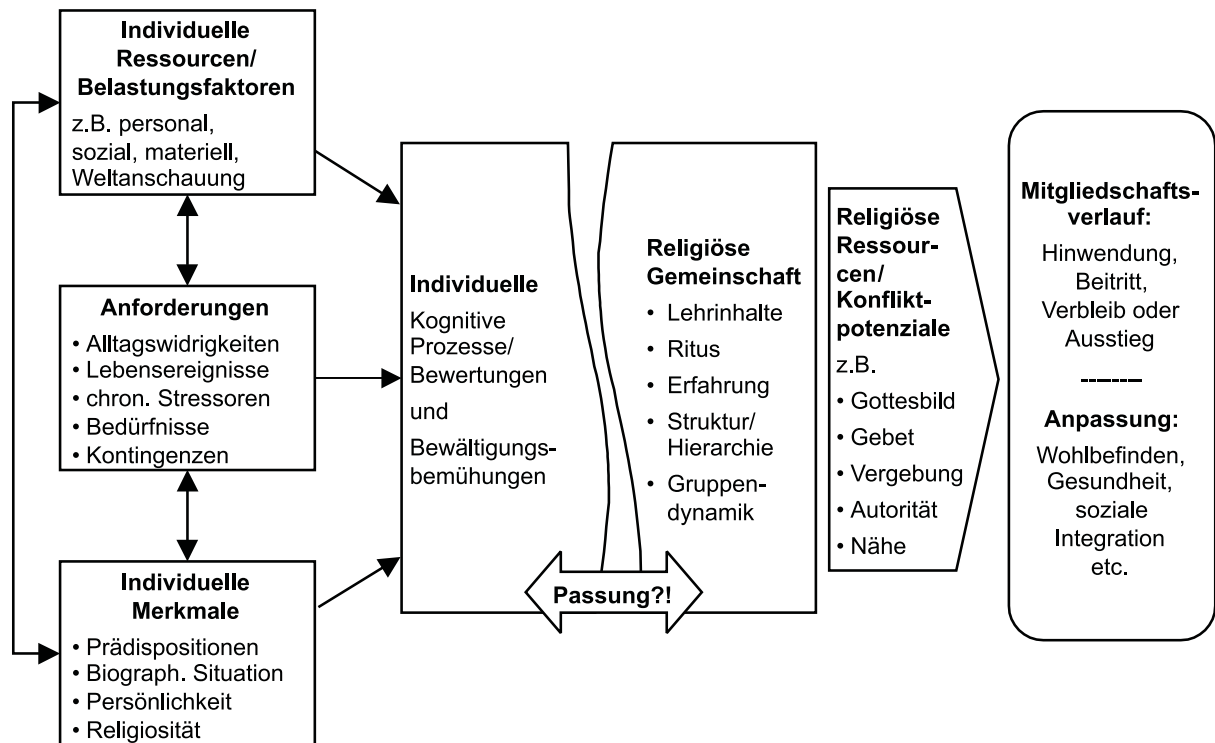 Individuelle
Ressourcen/
Belastungsfaktoren
z.B. personal,
sozial, materiell,
Weltanschauung
Anforderungen
• Alltagswidrigkeiten
• Lebensereignisse
• chron. Stressoren
• Bedürfnisse
• Kontingenzen
Individuelle
Merkmale
• Prädispositionen
• Biograph. Situation
• Persönlichkeit
• Religiosität
Individuelle
Kognitive
Prozesse/
Bewertungen
und
Bewältigungs-
bemühungen
Religiöse
Gemeinschaft
• Lehrinhalte
• Ritus
• Erfahrung
• Struktur/
Hierarchie
• Gruppen-
dynamik
Passung?!
Religiöse
Ressour-
cen/
Konflikt-
potenziale
z.B.
• Gottesbild
• Gebet
• Vergebung
• Autorität
• Nähe
Mitgliedschafts-
verlauf:
Hinwendung,
Beitritt,
Verbleib oder
Ausstieg
-------
Anpassung:
Wohlbefinden,
Gesundheit,
soziale
Integration
etc.